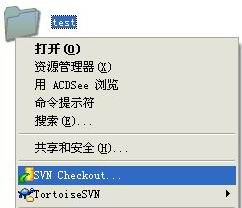 test
打开(O)
资源管理器(X)
用 ACDSee 浏览
命令提示符
搜索(E)...
共享和安全(H)...
SVN Checkout...
TortoiseSVN